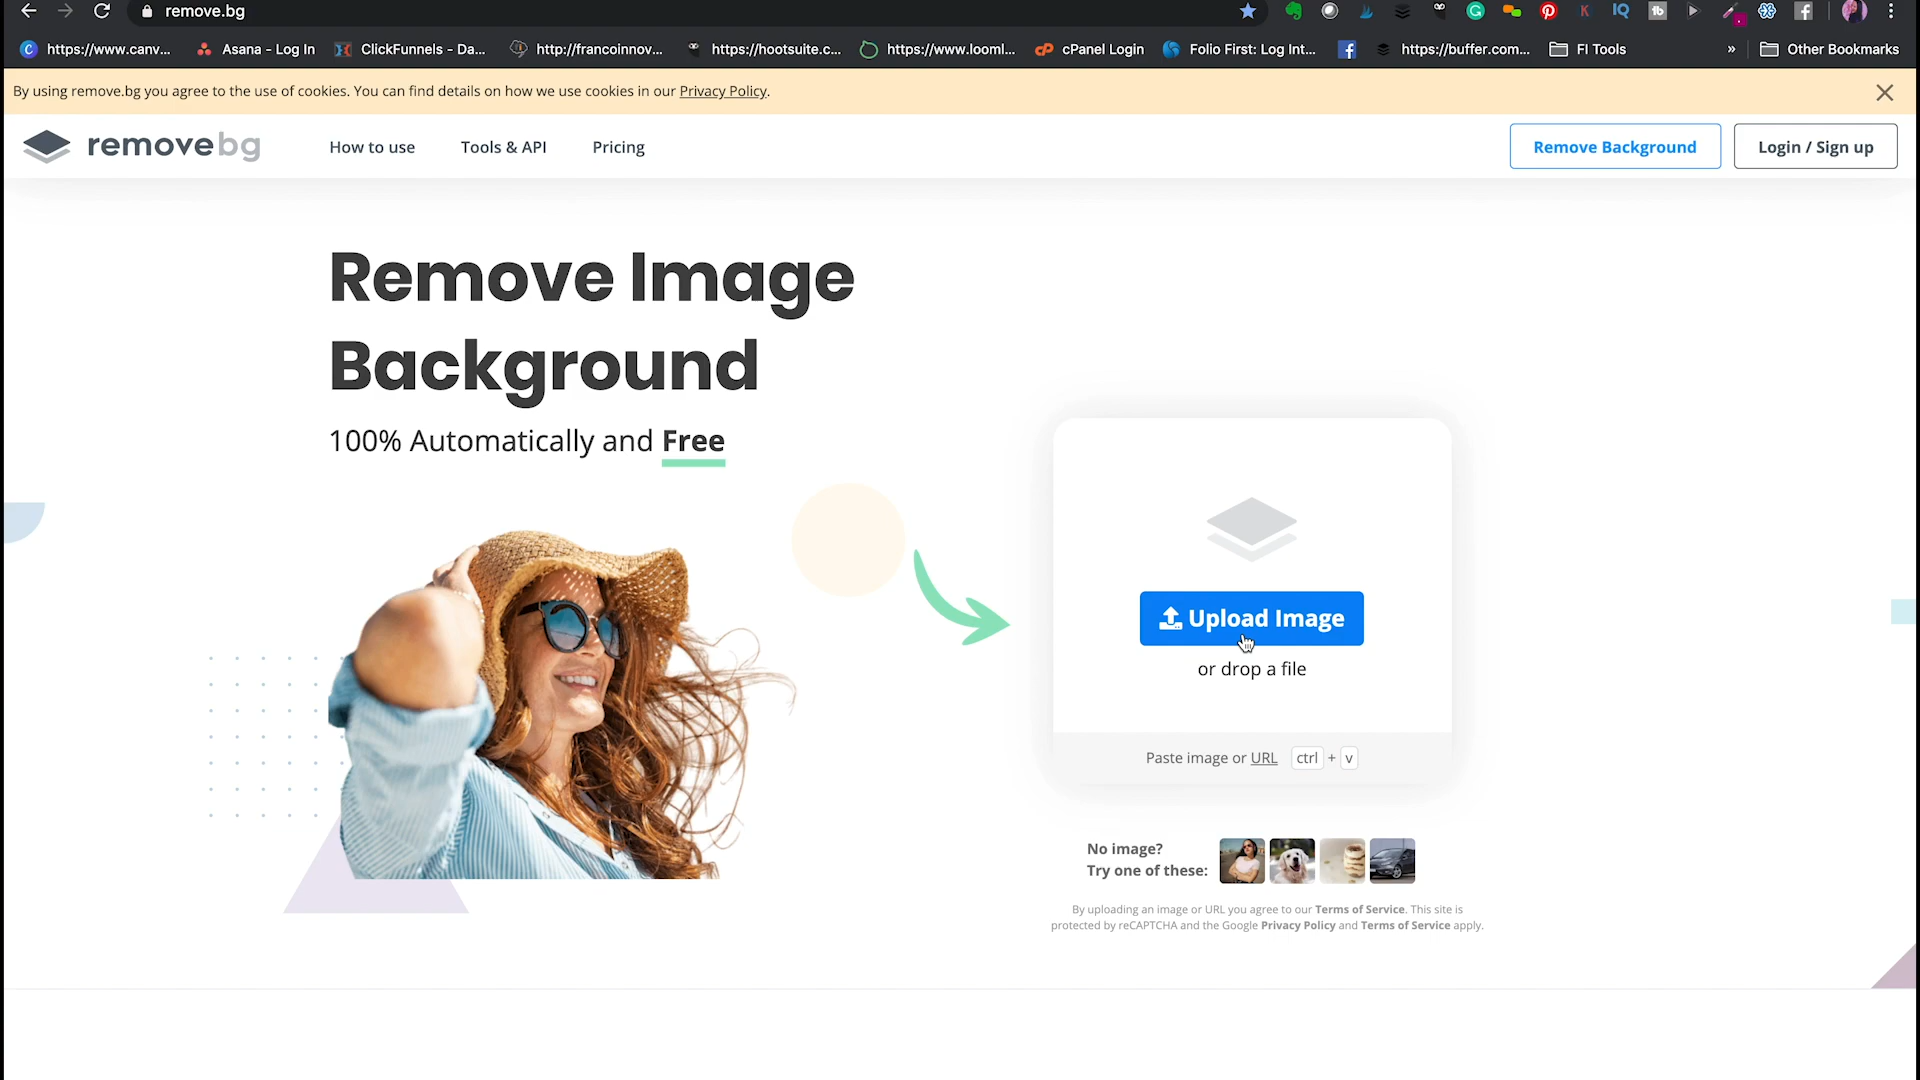 remove.bg
https://www.canv... Asana - Log In ClickFunnels - Da... http://francoinnov... https://hootsuite.c... https://www.looml... cPanel Login Folio First: Log Int... https://buffer.com... FI Tools » Other Bookmarks
By using remove.bg you agree to the use of cookies. You can find details on how we use cookies in our Privacy Policy.
removebg How to use Tools & API Pricing Remove Background Login / Sign up
Remove Image
Background
100% Automatically and Free
Upload Image
or drop a file
Paste image or URL ctrl + v
No image?
Try one of these:
By uploading an image or URL you agree to our Terms of Service. This site is
protected by reCAPTCHA and the Google Privacy Policy and Terms of Service apply.